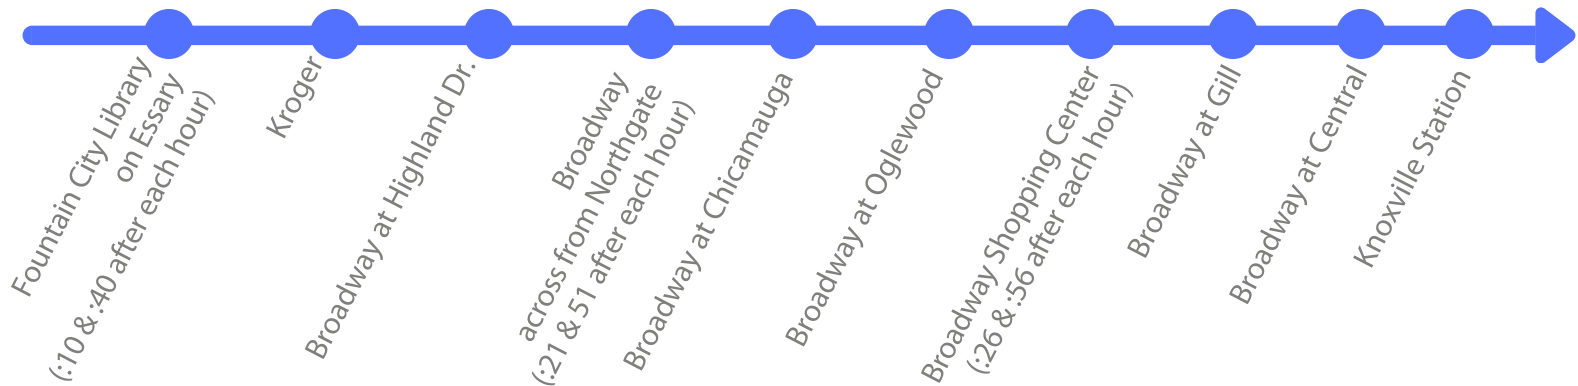 Fountain City Library
on Essary
(:10 & :40 after each hour)
Kroger
Broadway at Highland Dr.
Broadway
across from Northgate
(:21 & 51 after each hour)
Broadway at Chicamauga
Broadway at Oglewood
Broadway Shopping Center
(:26 & :56 after each hour)
Broadway at Gill
Broadway at Central
Knoxville Station